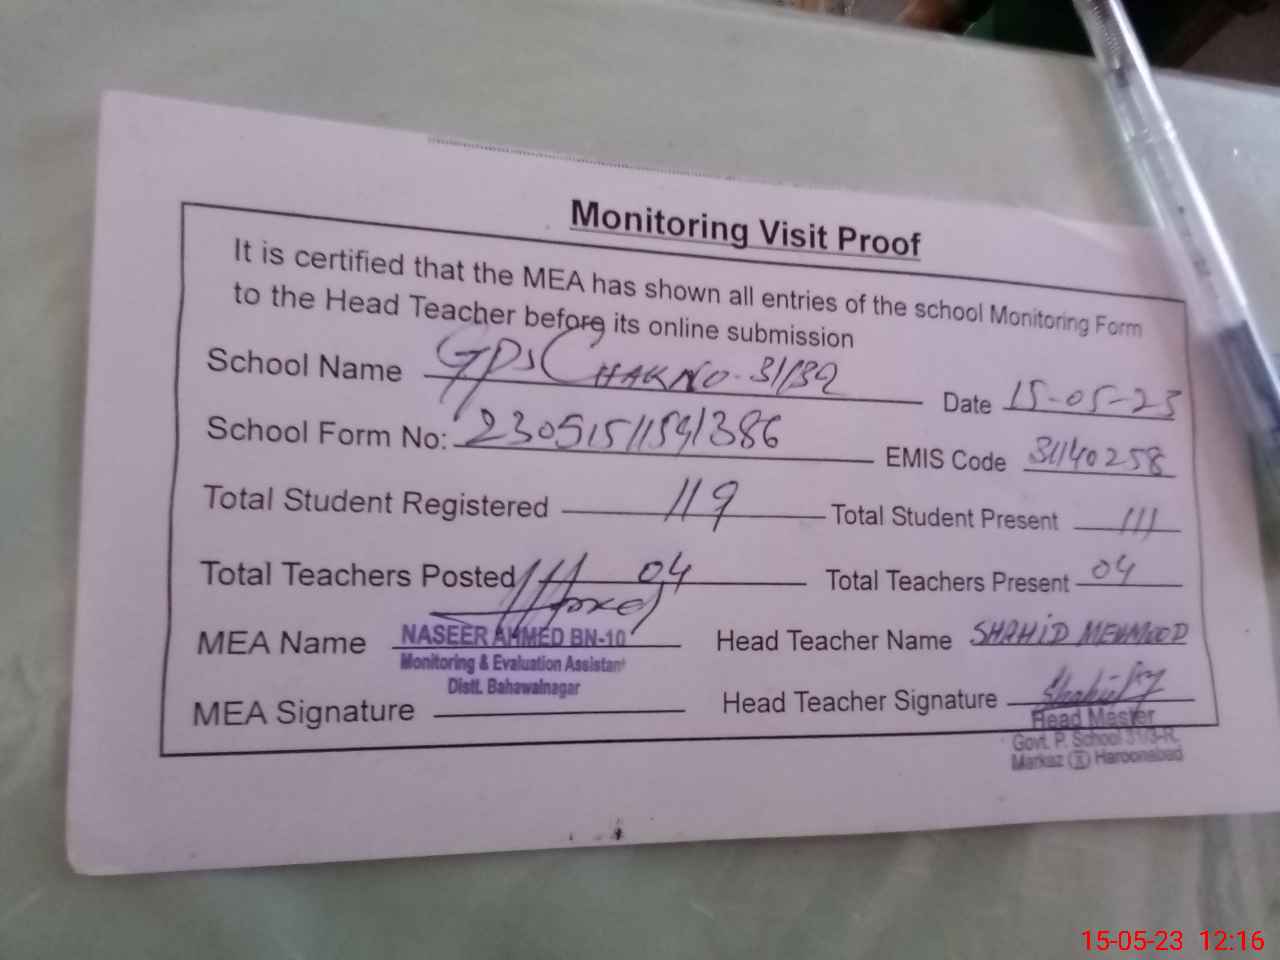 Monitoring Visit Proof
It is certified that the MEA has shown all entries of the school Monitoring Form
to the Head Teacher before its online submission
School Name GPS CHAK NO. 31/3R Date 15-05-23
School Form No: EMIS Code 31140258
Total Student Registered 119 Total Student Present 111
Total Teachers Posted 04 Total Teachers Present 04
MEA Name NASEER AHMED BN-10 Head Teacher Name SHAHID MEHMOOD
Monitoring & Evaluation Assistant
Distt. Bahawalnagar
MEA Signature Head Teacher Signature
Head Master
Govt. P. School 31/3-R,
Markaz Haroonabad
15-05-23 12:16